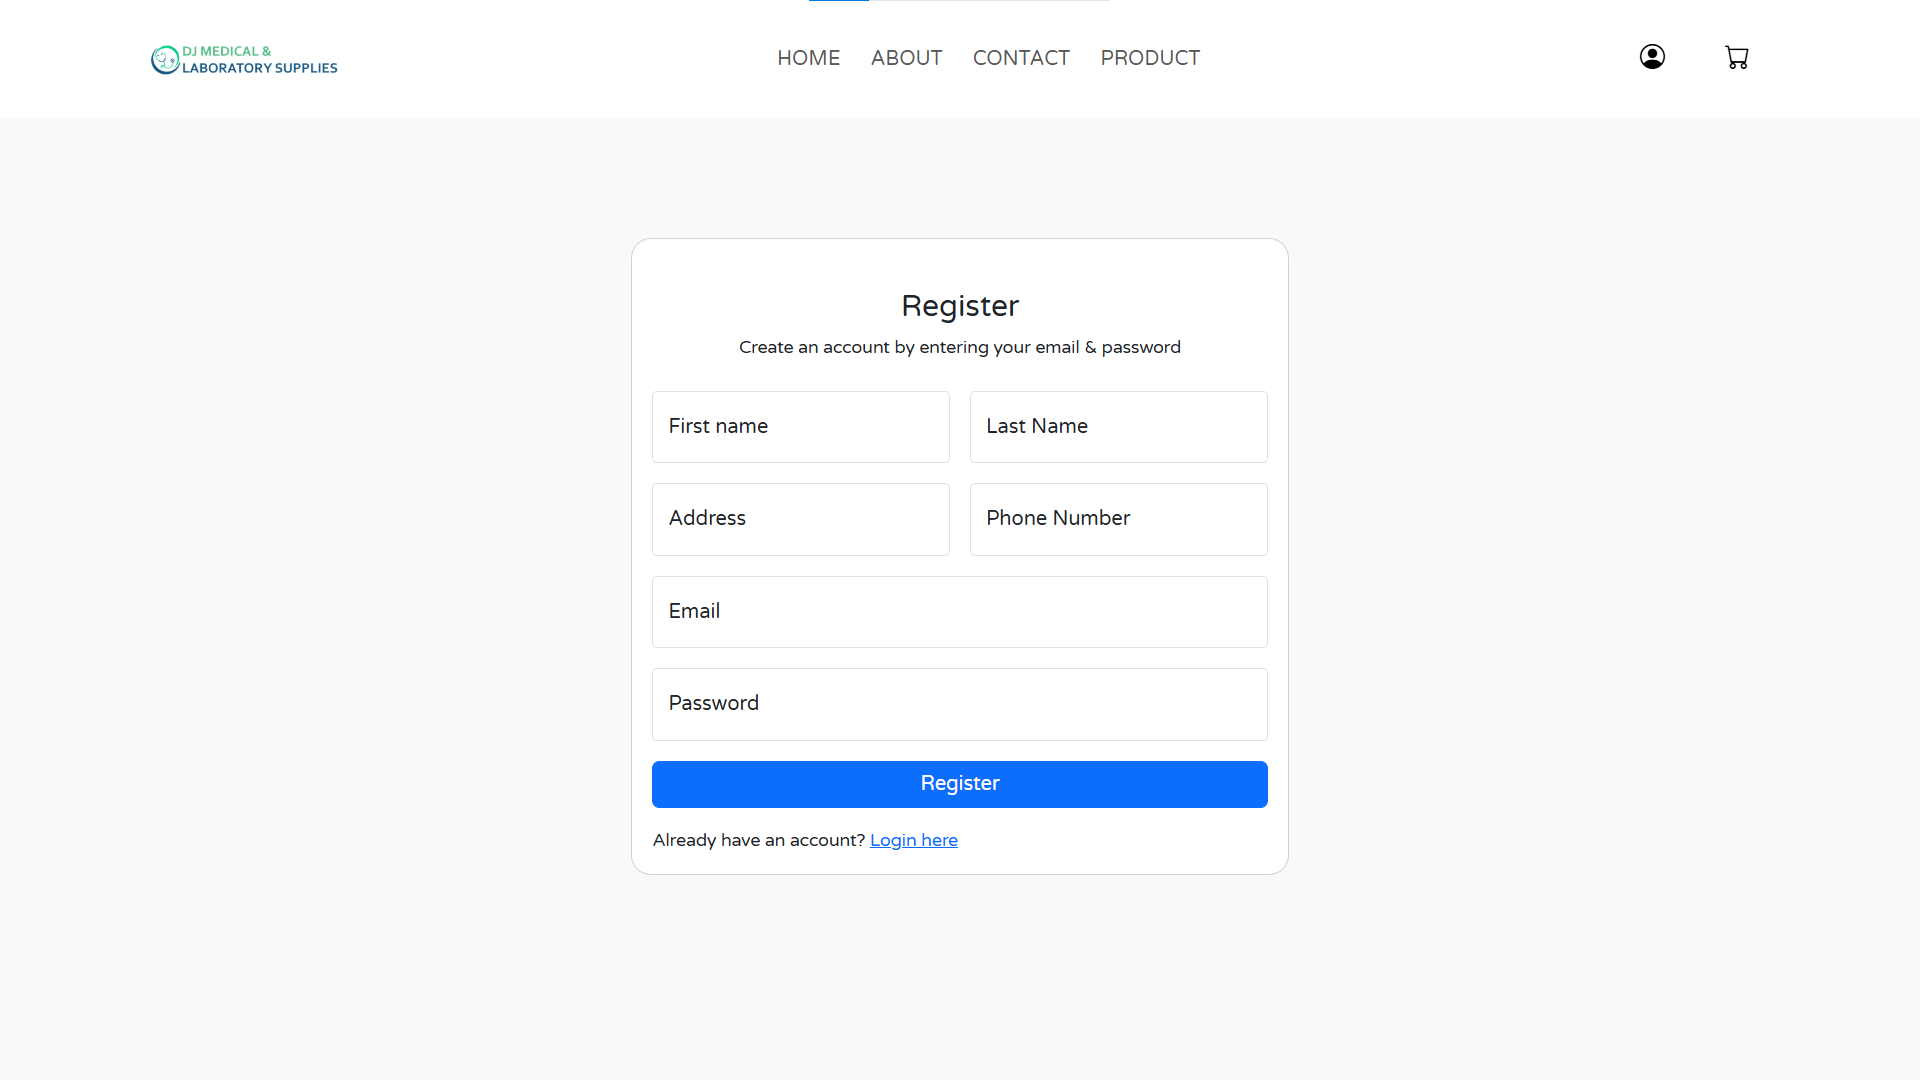 DJ MEDICAL &
LABORATORY SUPPLIES
HOME ABOUT CONTACT PRODUCT
Register
Create an account by entering your email & password
First name
Last Name
Address
Phone Number
Email
Password
Register
Already have an account? Login here